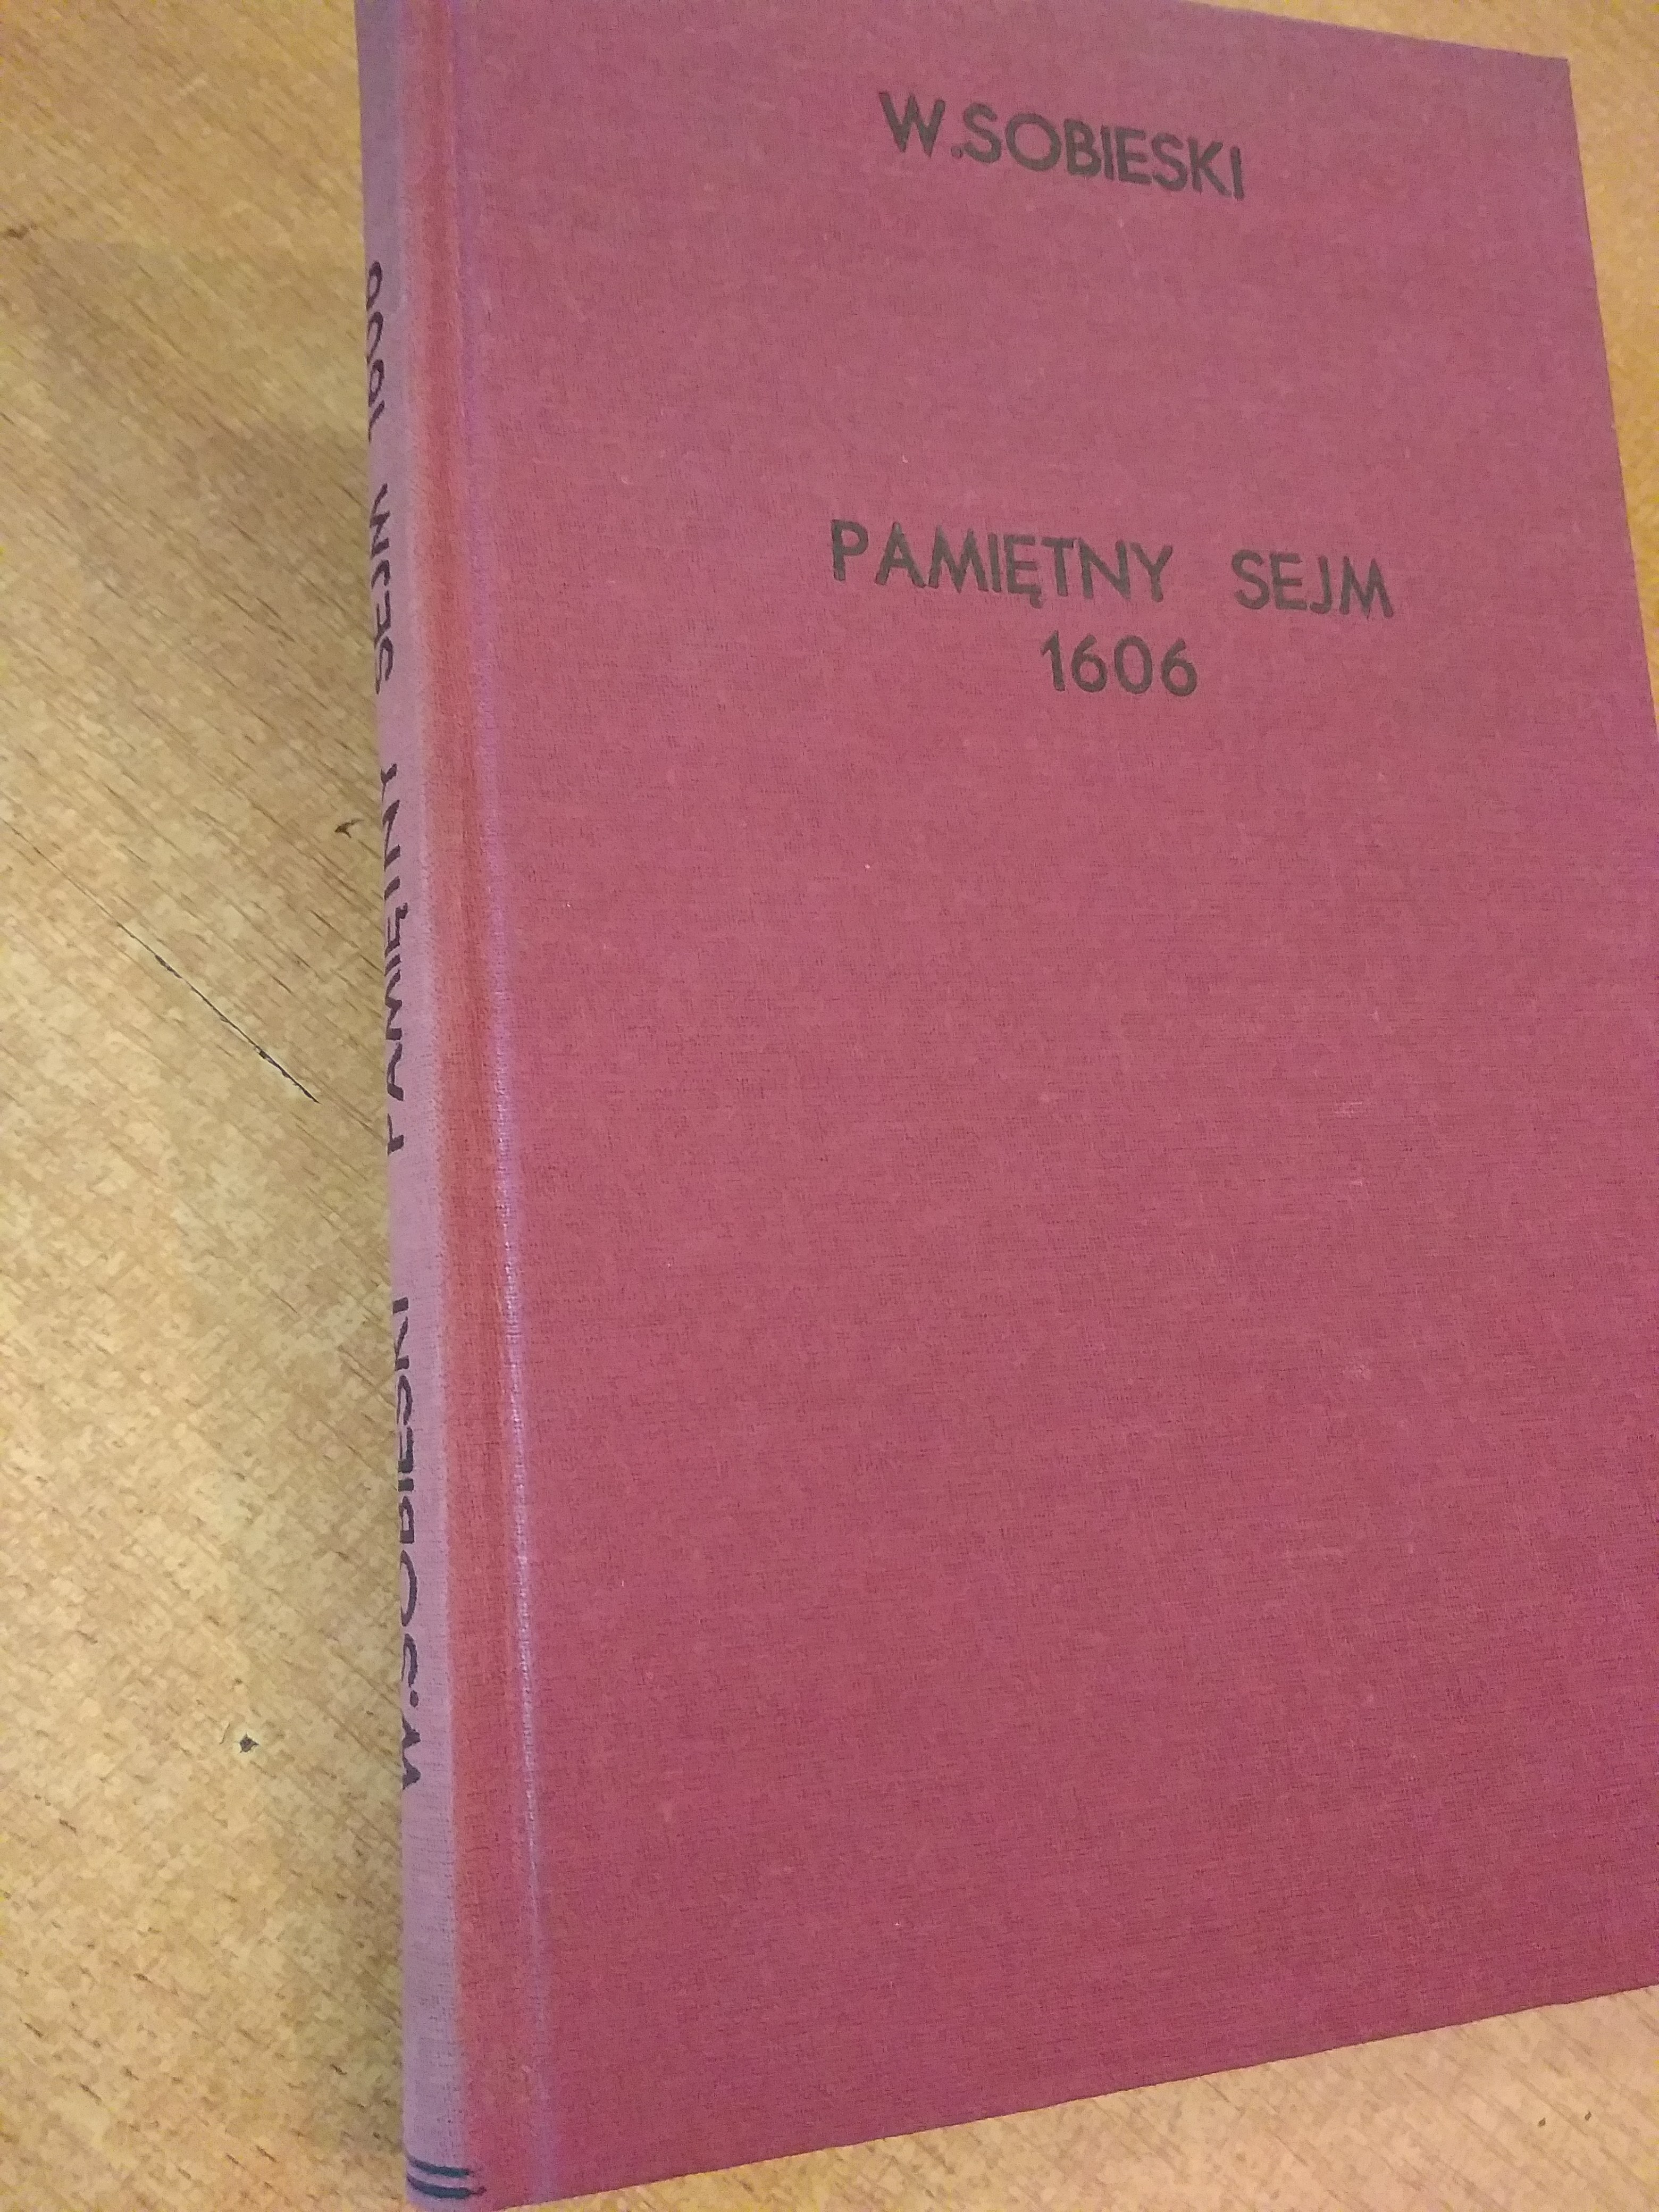 W.SOBIESKI
PAMIĘTNY SEJM
1606
W.SOBIESKI PAMIĘTNY SEJM 1606